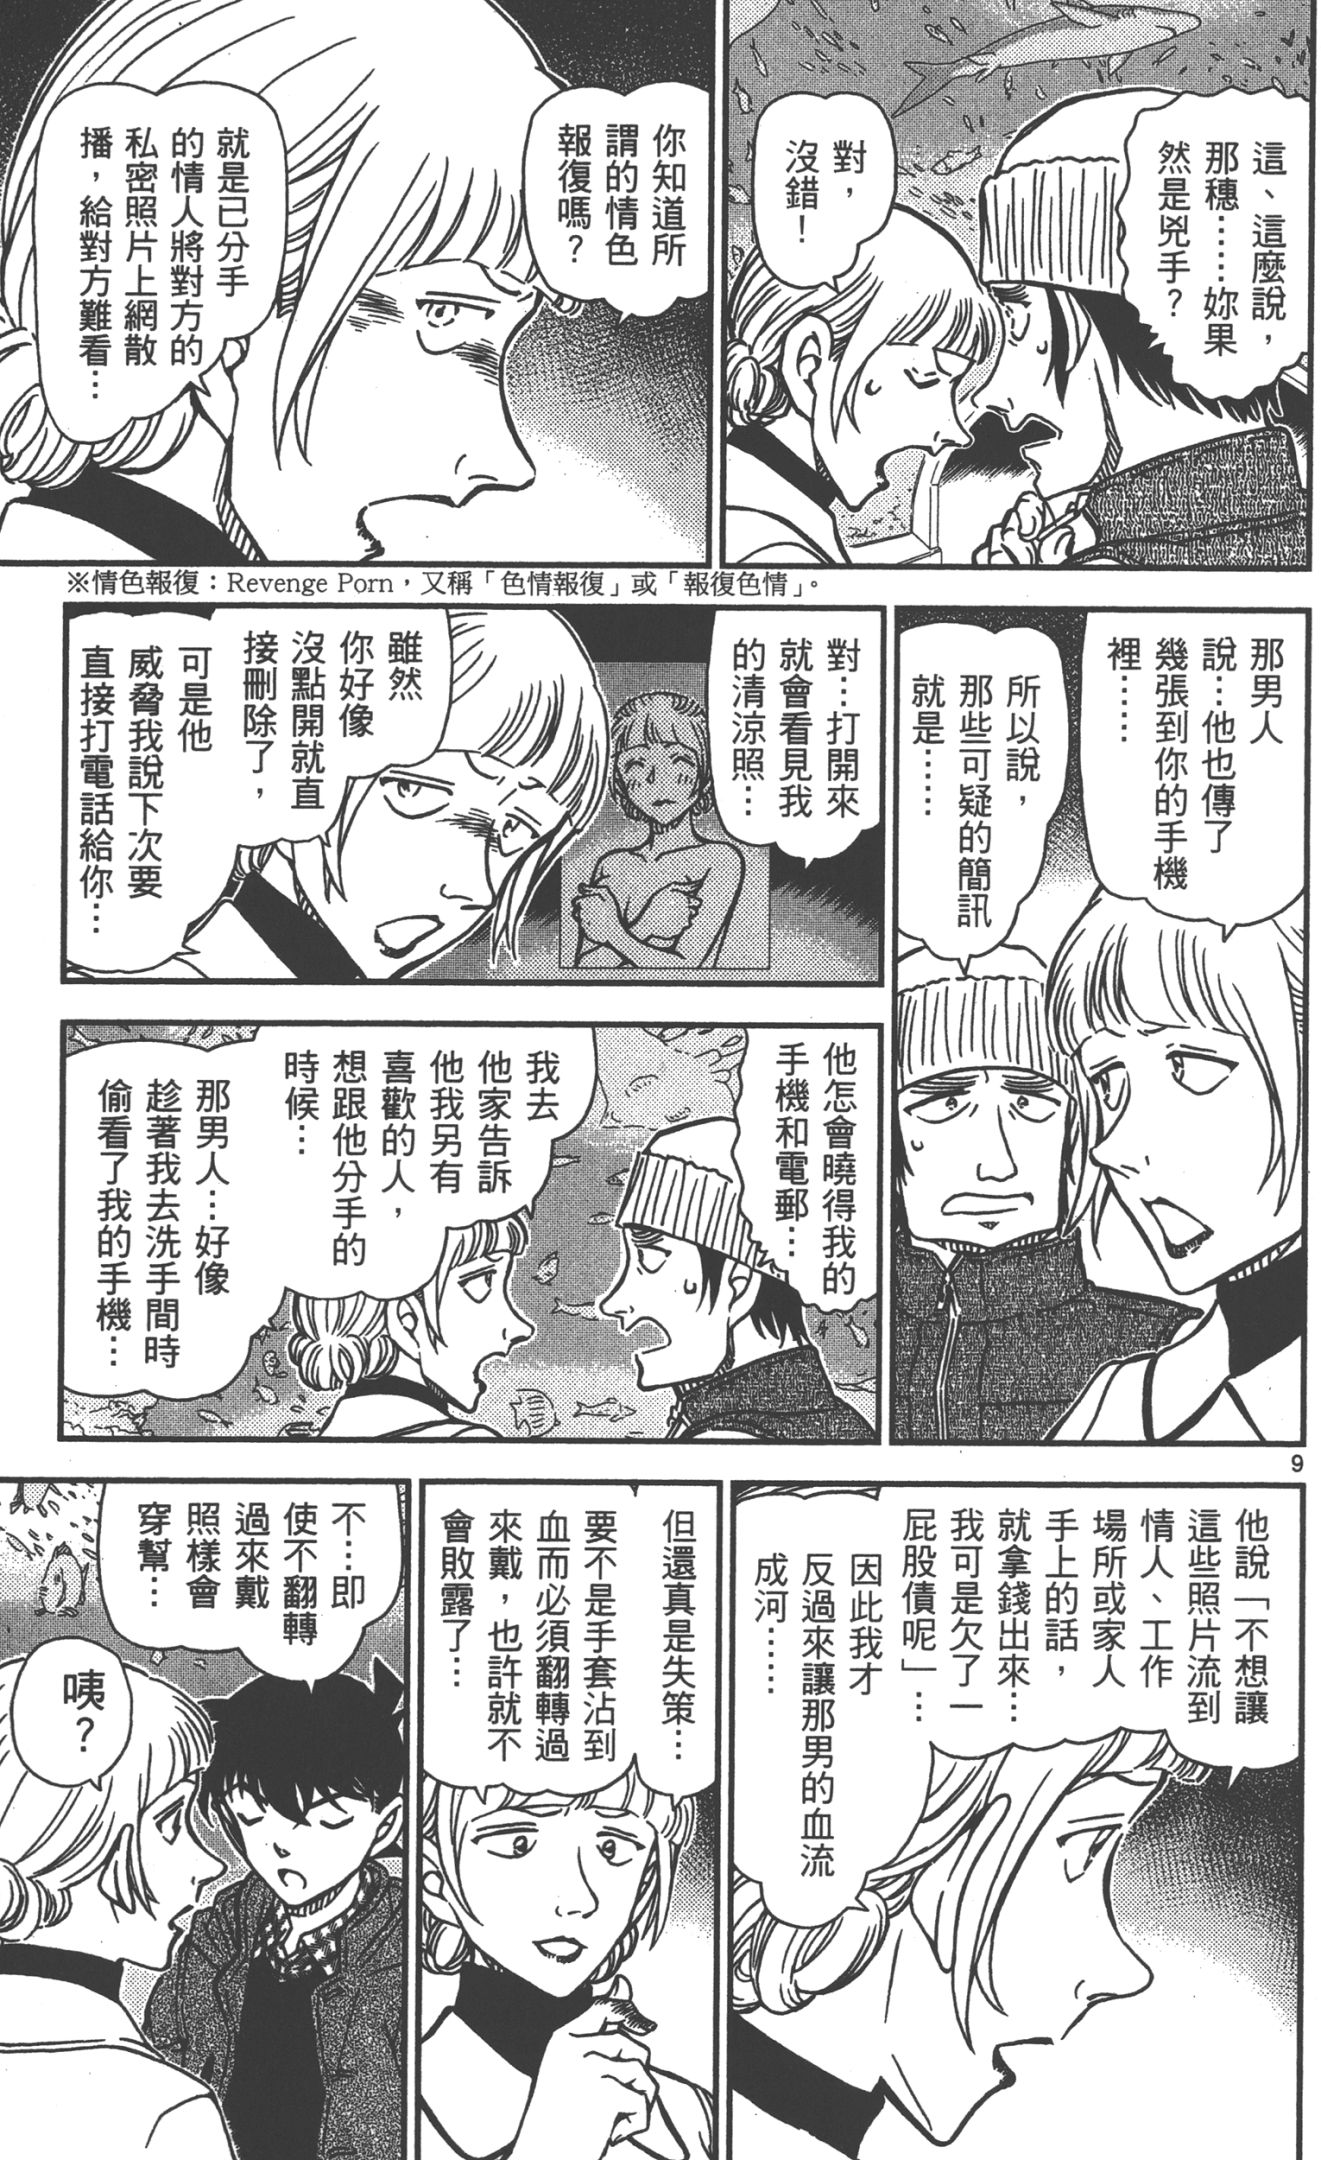 這、這麼說，
那穗……妳果
然是兇手？
對，
沒錯！
你知道所
謂的情色
報復嗎？
就是已分手
的情人將對方的
私密照片上網散
播，給對方難看…
※情色報復：Revenge Porn，又稱「色情報復」或「報復色情」。
那男人
說…他也傳了
幾張到你的手機
裡……
所以說，
那些可疑的簡訊
就是……
對…打開來
就會看見我
的清涼照…
雖然
你好像
沒點開就直
接刪除了，
可是他
威脅我說下次要
直接打電話給你…
他怎會曉得我的
手機和電郵…
我去
他家告訴
他我另有
喜歡的人，
想跟他分手的
時候…
那男人…好像
趁著我去洗手間時
偷看了我的手機…
9
他說「不想讓
這些照片流到
情人、工作
場所或家人
手上的話，
就拿錢出來…
我可是欠了一
屁股債呢」…
因此我才
反過來讓那男的血流
成河……
但還真是失策…
要不是手套沾到
血而必須翻轉過
來戴，也許就不
會敗露了…
不…即
使不翻轉
過來戴
照樣會
穿幫…
咦？